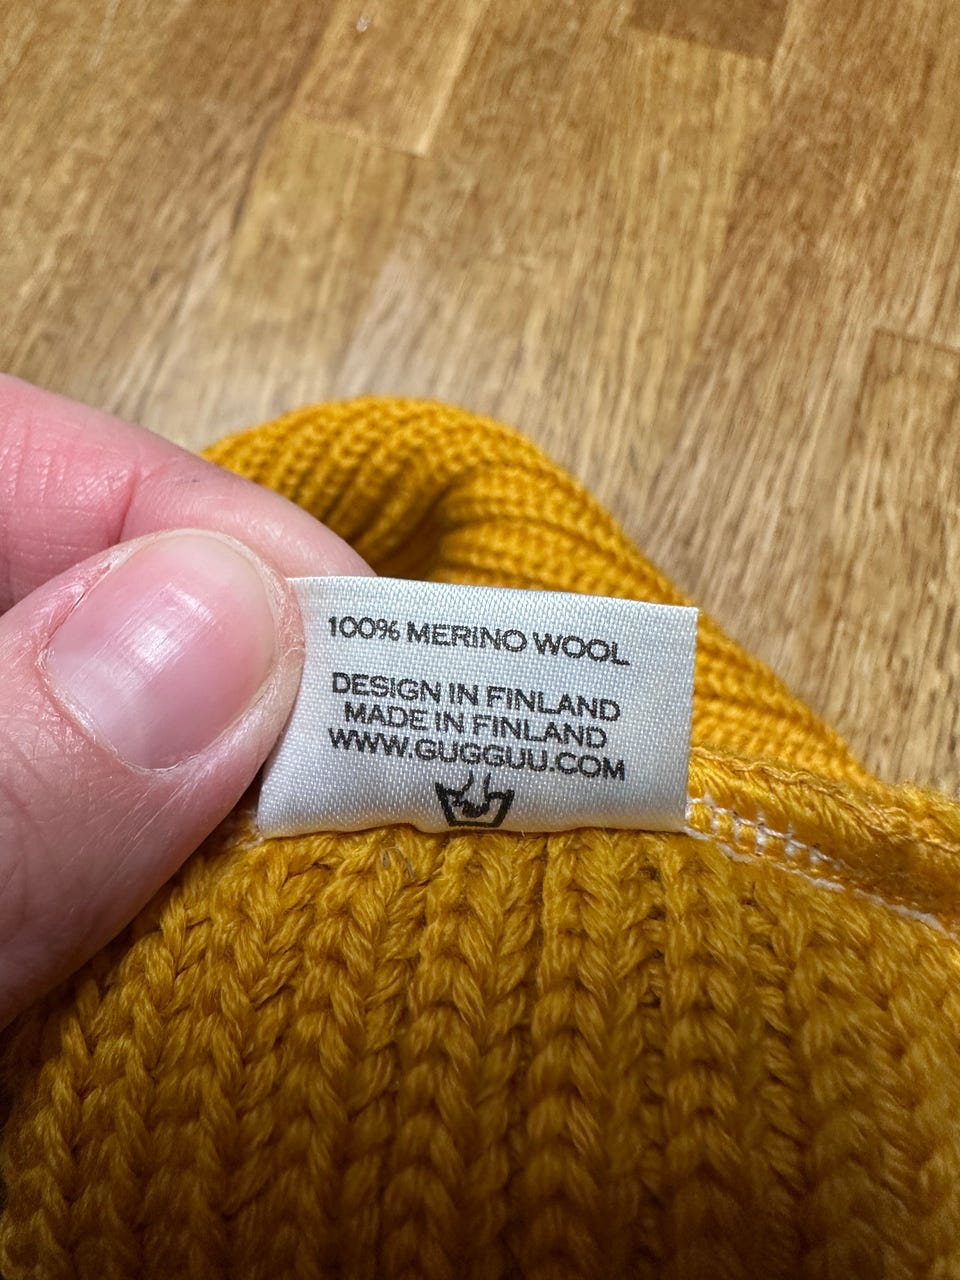 100% MERINO WOOL
DESIGN IN FINLAND
MADE IN FINLAND
WWW.GUGGUU.COM